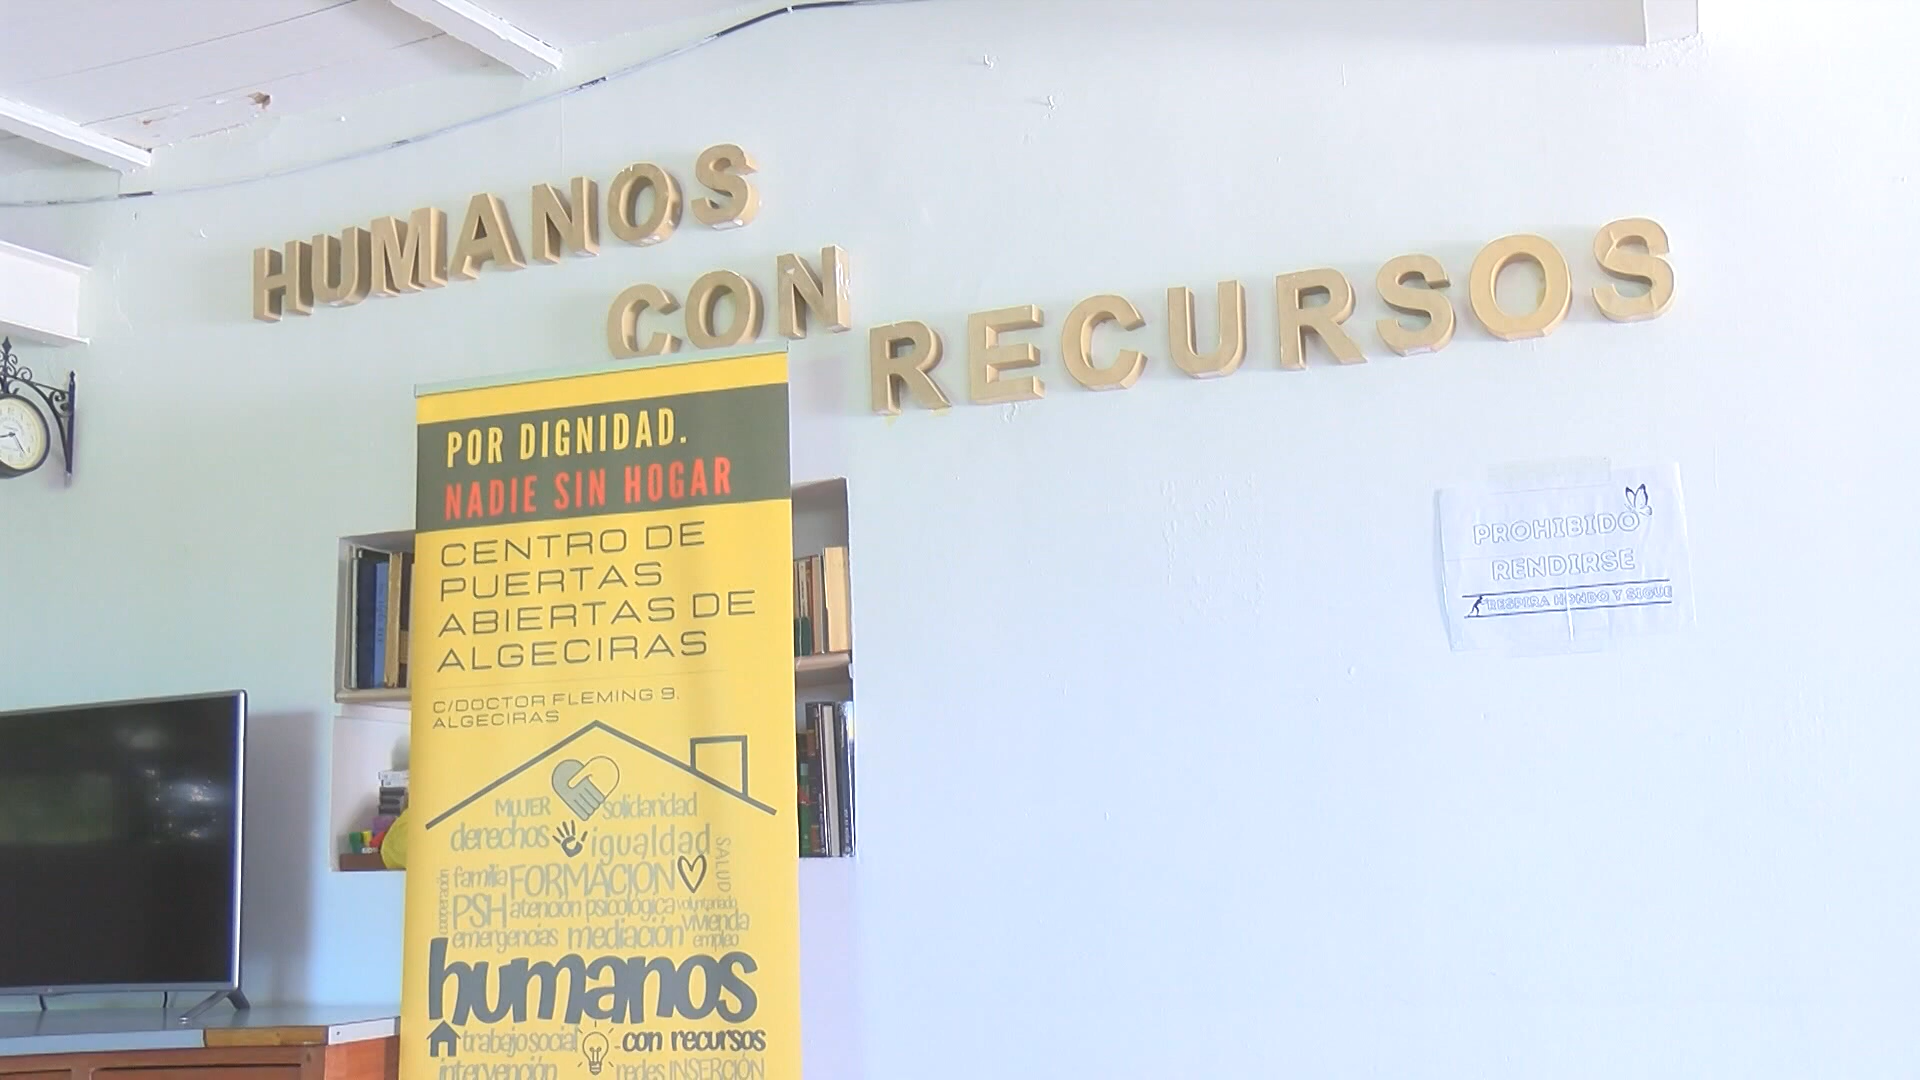 HUMANOS
CON
RECURSOS
POR DIGNIDAD.
NADIE SIN HOGAR
CENTRO DE
PUERTAS
ABIERTAS DE
ALGECIRAS
C/DOCTOR FLEMING 9.
ALGECIRAS
MUJER solidaridad
derechos igualdad
SALUD
familia FORMACIÓN
cooperación
PSH atención psicológica voluntariado
vivienda
emergencias mediación empleo
humanos
trabajo social con recursos
intervención redes INSERCIÓN
PROHIBIDO
RENDIRSE
RESPIRA HONDO Y SIGUE